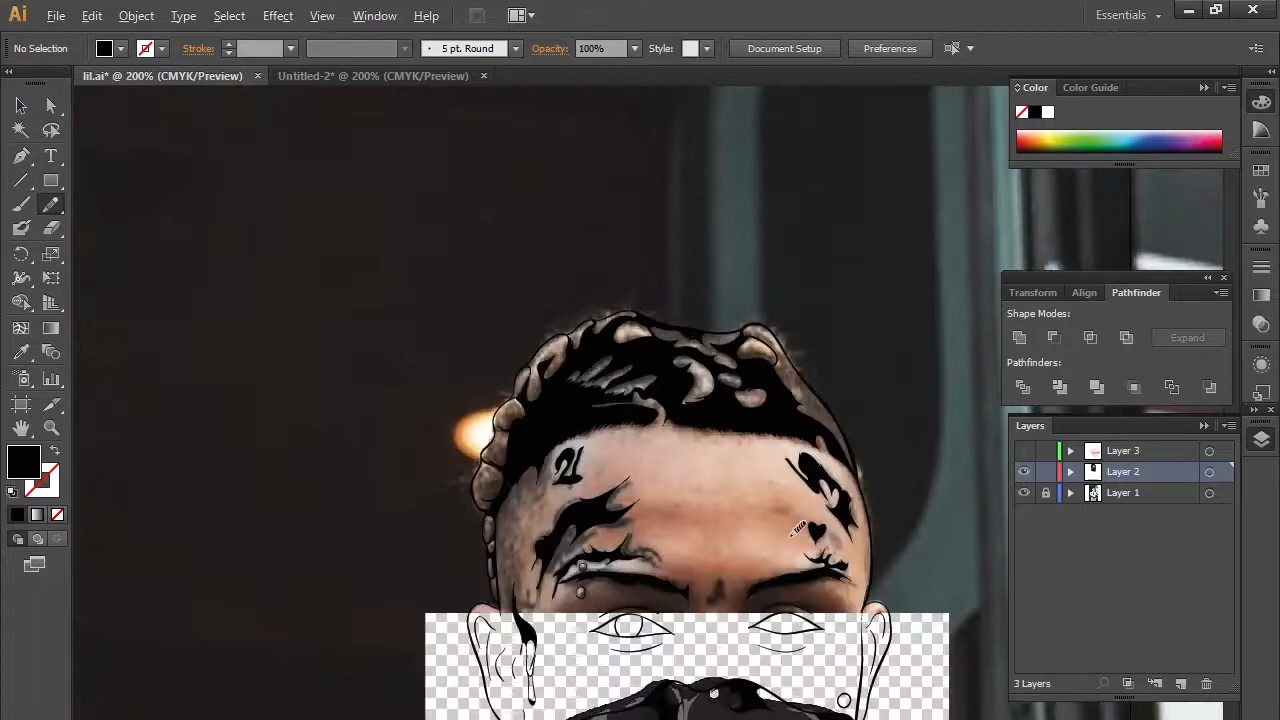 Ai File Edit Object Type Select Effect View Window Help Essentials
No Selection Stroke: 5 pt. Round Opacity: 100% Style: Document Setup Preferences
lil.ai* @ 200% (CMYK/Preview) Untitled-2* @ 200% (CMYK/Preview)
Color Color Guide
Transform Align Pathfinder
Shape Modes:
Expand
Pathfinders:
Layers
Layer 3
Layer 2
Layer 1
3 Layers
21